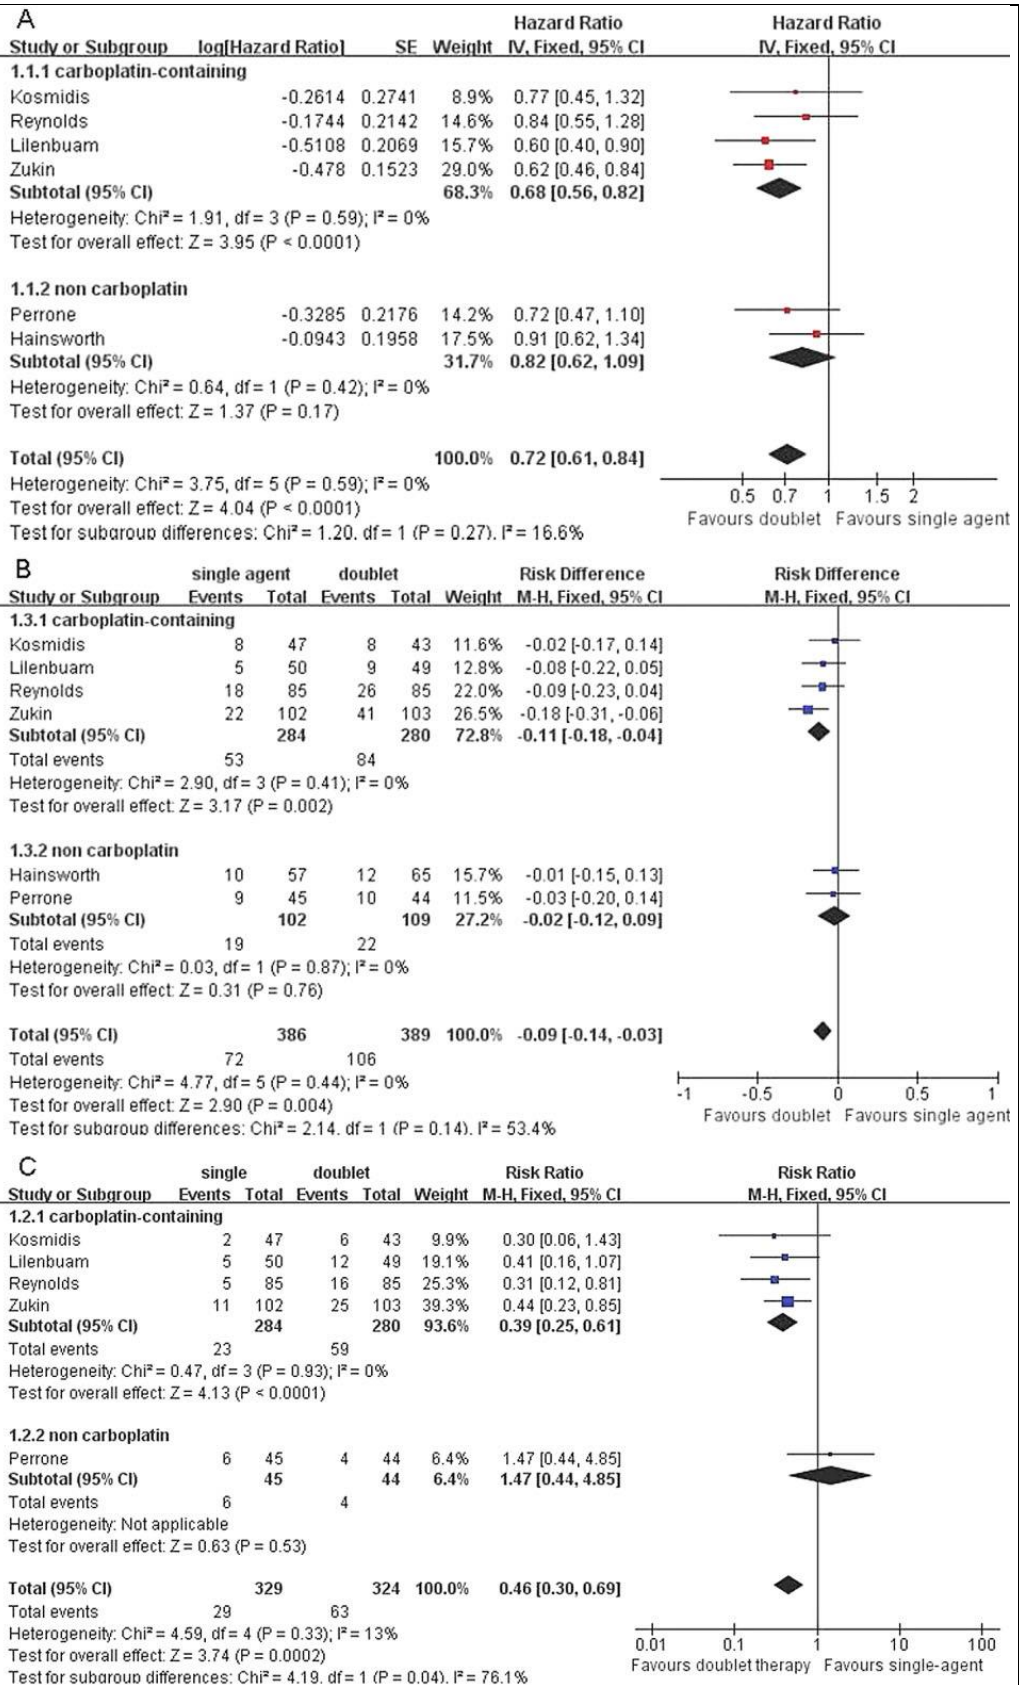 A
Hazard Ratio Hazard Ratio
Study or Subgroup log[Hazard Ratio] SE Weight IV, Fixed, 95% CI IV, Fixed, 95% CI
1.1.1 carboplatin-containing
Kosmidis -0.2614 0.2741 8.9% 0.77 [0.45, 1.32]
Reynolds -0.1744 0.2142 14.6% 0.84 [0.55, 1.28]
Lilenbuam -0.5108 0.2069 15.7% 0.60 [0.40, 0.90]
Zukin -0.478 0.1523 29.0% 0.62 [0.46, 0.84]
Subtotal (95% CI) 68.3% 0.68 [0.56, 0.82]
Heterogeneity: Chi² = 1.91, df = 3 (P = 0.59); I² = 0%
Test for overall effect: Z = 3.95 (P < 0.0001)
1.1.2 non carboplatin
Perrone -0.3285 0.2176 14.2% 0.72 [0.47, 1.10]
Hainsworth -0.0943 0.1958 17.5% 0.91 [0.62, 1.34]
Subtotal (95% CI) 31.7% 0.82 [0.62, 1.09]
Heterogeneity: Chi² = 0.64, df = 1 (P = 0.42); I² = 0%
Test for overall effect: Z = 1.37 (P = 0.17)
Total (95% CI) 100.0% 0.72 [0.61, 0.84]
Heterogeneity: Chi² = 3.75, df = 5 (P = 0.59); I² = 0%
Test for overall effect: Z = 4.04 (P < 0.0001)
Test for subgroup differences: Chi² = 1.20. df = 1 (P = 0.27). I² = 16.6%
0.5 0.7 1 1.5 2
Favours doublet Favours single agent
B
single agent doublet Risk Difference Risk Difference
Study or Subgroup Events Total Events Total Weight M-H, Fixed, 95% CI M-H, Fixed, 95% CI
1.3.1 carboplatin-containing
Kosmidis 8 47 8 43 11.6% -0.02 [-0.17, 0.14]
Lilenbuam 5 50 9 49 12.8% -0.08 [-0.22, 0.05]
Reynolds 18 85 26 85 22.0% -0.09 [-0.23, 0.04]
Zukin 22 102 41 103 26.5% -0.18 [-0.31, -0.06]
Subtotal (95% CI) 284 280 72.8% -0.11 [-0.18, -0.04]
Total events 53 84
Heterogeneity: Chi² = 2.90, df = 3 (P = 0.41); I² = 0%
Test for overall effect: Z = 3.17 (P = 0.002)
1.3.2 non carboplatin
Hainsworth 10 57 12 65 15.7% -0.01 [-0.15, 0.13]
Perrone 9 45 10 44 11.5% -0.03 [-0.20, 0.14]
Subtotal (95% CI) 102 109 27.2% -0.02 [-0.12, 0.09]
Total events 19 22
Heterogeneity: Chi² = 0.03, df = 1 (P = 0.87); I² = 0%
Test for overall effect: Z = 0.31 (P = 0.76)
Total (95% CI) 386 389 100.0% -0.09 [-0.14, -0.03]
Total events 72 106
Heterogeneity: Chi² = 4.77, df = 5 (P = 0.44); I² = 0%
Test for overall effect: Z = 2.90 (P = 0.004)
Test for subgroup differences: Chi² = 2.14. df = 1 (P = 0.14). I² = 53.4%
-1 -0.5 0 0.5 1
Favours doublet Favours single agent
C
single doublet Risk Ratio Risk Ratio
Study or Subgroup Events Total Events Total Weight M-H, Fixed, 95% CI M-H, Fixed, 95% CI
1.2.1 carboplatin-containing
Kosmidis 2 47 6 43 9.9% 0.30 [0.06, 1.43]
Lilenbuam 5 50 12 49 19.1% 0.41 [0.16, 1.07]
Reynolds 5 85 16 85 25.3% 0.31 [0.12, 0.81]
Zukin 11 102 25 103 39.3% 0.44 [0.23, 0.85]
Subtotal (95% CI) 284 280 93.6% 0.39 [0.25, 0.61]
Total events 23 59
Heterogeneity: Chi² = 0.47, df = 3 (P = 0.93); I² = 0%
Test for overall effect: Z = 4.13 (P < 0.0001)
1.2.2 non carboplatin
Perrone 6 45 4 44 6.4% 1.47 [0.44, 4.85]
Subtotal (95% CI) 45 44 6.4% 1.47 [0.44, 4.85]
Total events 6 4
Heterogeneity: Not applicable
Test for overall effect: Z = 0.63 (P = 0.53)
Total (95% CI) 329 324 100.0% 0.46 [0.30, 0.69]
Total events 29 63
Heterogeneity: Chi² = 4.59, df = 4 (P = 0.33); I² = 13%
Test for overall effect: Z = 3.74 (P = 0.0002)
Test for subgroup differences: Chi² = 4.19. df = 1 (P = 0.04). I² = 76.1%
0.01 0.1 1 10 100
Favours doublet therapy Favours single-agent